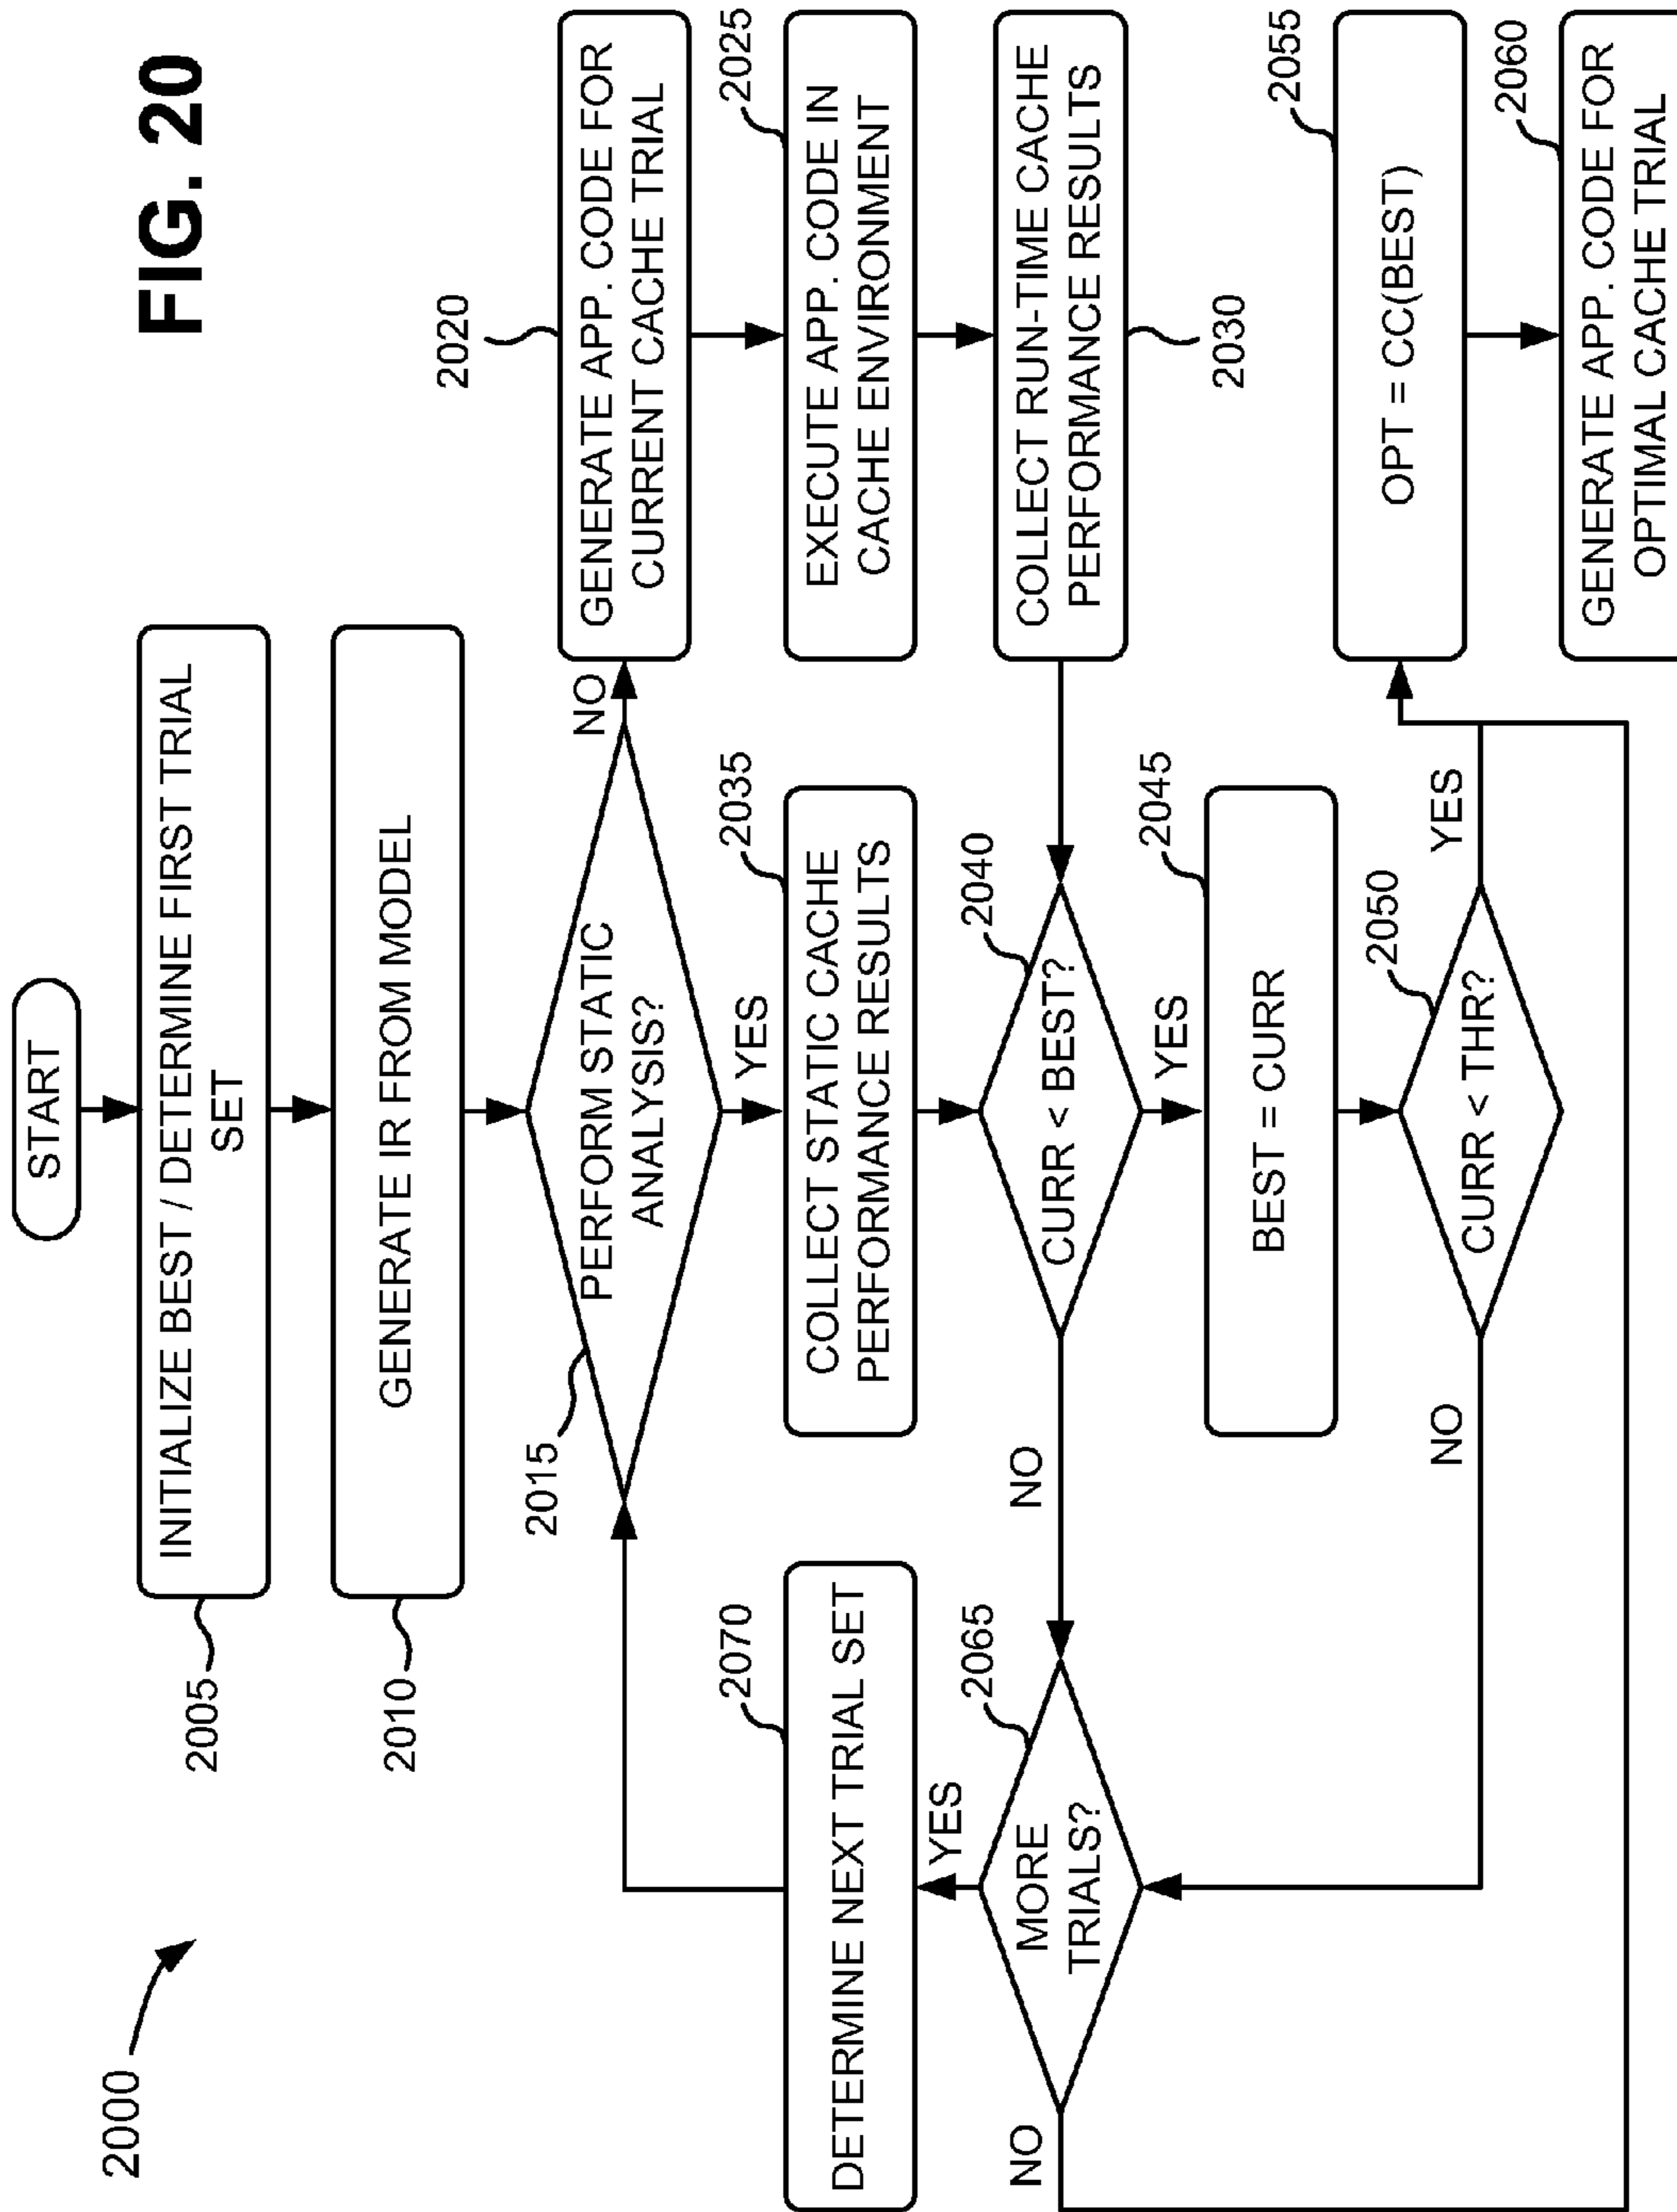 FIG. 20
2000
START
INITIALIZE BEST / DETERMINE FIRST TRIAL
SET
2005
GENERATE IR FROM MODEL
2010
PERFORM STATIC
ANALYSIS?
2015
NO
YES
2020
GENERATE APP. CODE FOR
CURRENT CACHE TRIAL
2025
EXECUTE APP. CODE IN
CACHE ENVIRONMENT
COLLECT RUN-TIME CACHE
PERFORMANCE RESULTS
2030
2035
COLLECT STATIC CACHE
PERFORMANCE RESULTS
2040
CURR < BEST?
NO
YES
2045
BEST = CURR
2050
CURR < THR?
NO
YES
2055
OPT = CC(BEST)
2060
GENERATE APP. CODE FOR
OPTIMAL CACHE TRIAL
2065
MORE
TRIALS?
NO
YES
2070
DETERMINE NEXT TRIAL SET